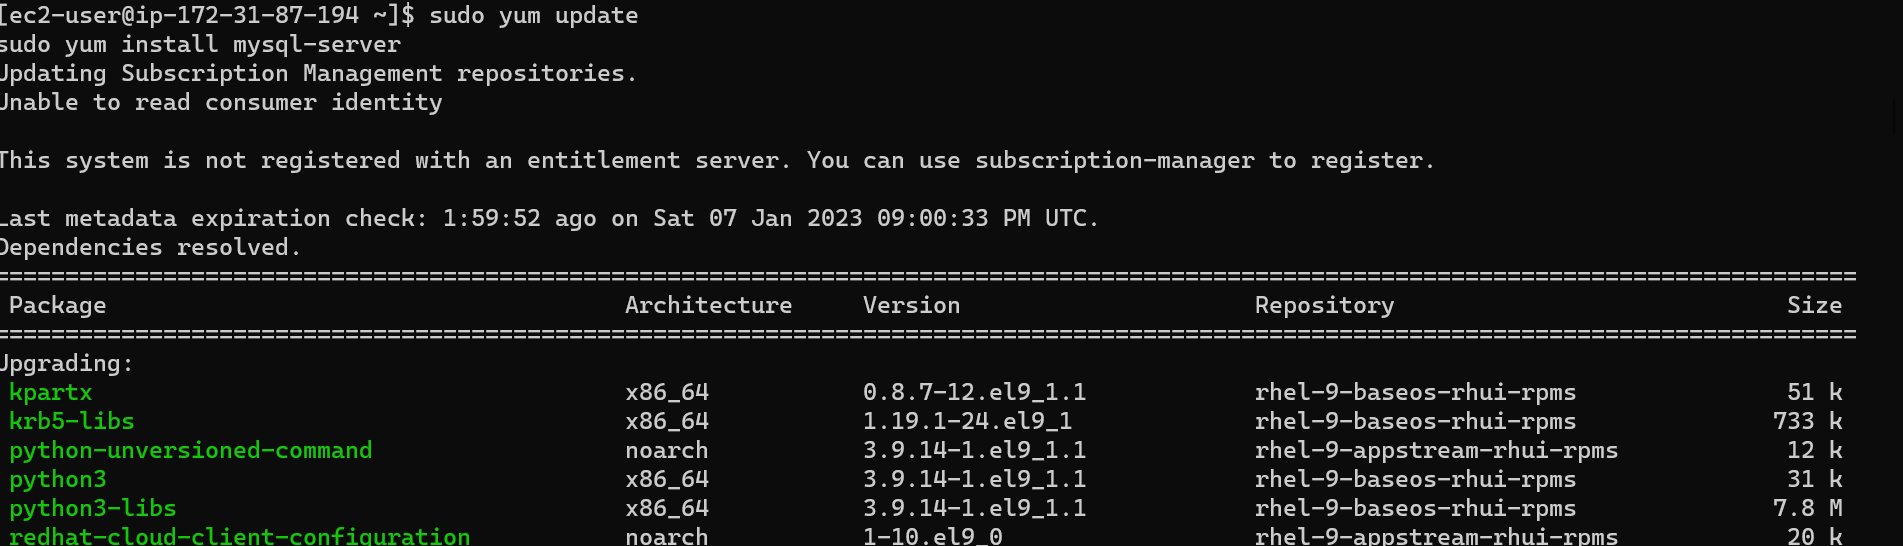 [ec2-user@ip-172-31-87-194 ~]$ sudo yum update
sudo yum install mysql-server
Updating Subscription Management repositories.
Unable to read consumer identity
This system is not registered with an entitlement server. You can use subscription-manager to register.
Last metadata expiration check: 1:59:52 ago on Sat 07 Jan 2023 09:00:33 PM UTC.
Dependencies resolved.
Package Architecture Version Repository Size
Upgrading:
kpartx x86_64 0.8.7-12.el9_1.1 rhel-9-baseos-rhui-rpms 51 k
krb5-libs x86_64 1.19.1-24.el9_1 rhel-9-baseos-rhui-rpms 733 k
python-unversioned-command noarch 3.9.14-1.el9_1.1 rhel-9-appstream-rhui-rpms 12 k
python3 x86_64 3.9.14-1.el9_1.1 rhel-9-baseos-rhui-rpms 31 k
python3-libs x86_64 3.9.14-1.el9_1.1 rhel-9-baseos-rhui-rpms 7.8 M
redhat-cloud-client-configuration noarch 1-10.el9_0 rhel-9-appstream-rhui-rpms 20 k